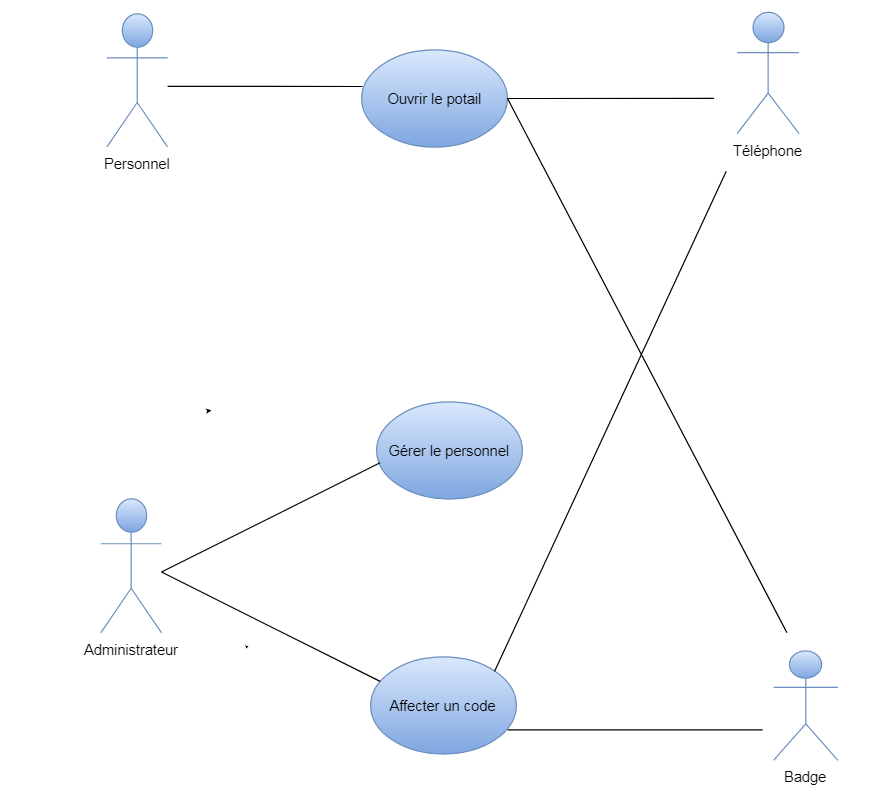 Ouvrir le potail
Téléphone
Personnel
Gérer le personnel
Administrateur
Affecter un code
Badge